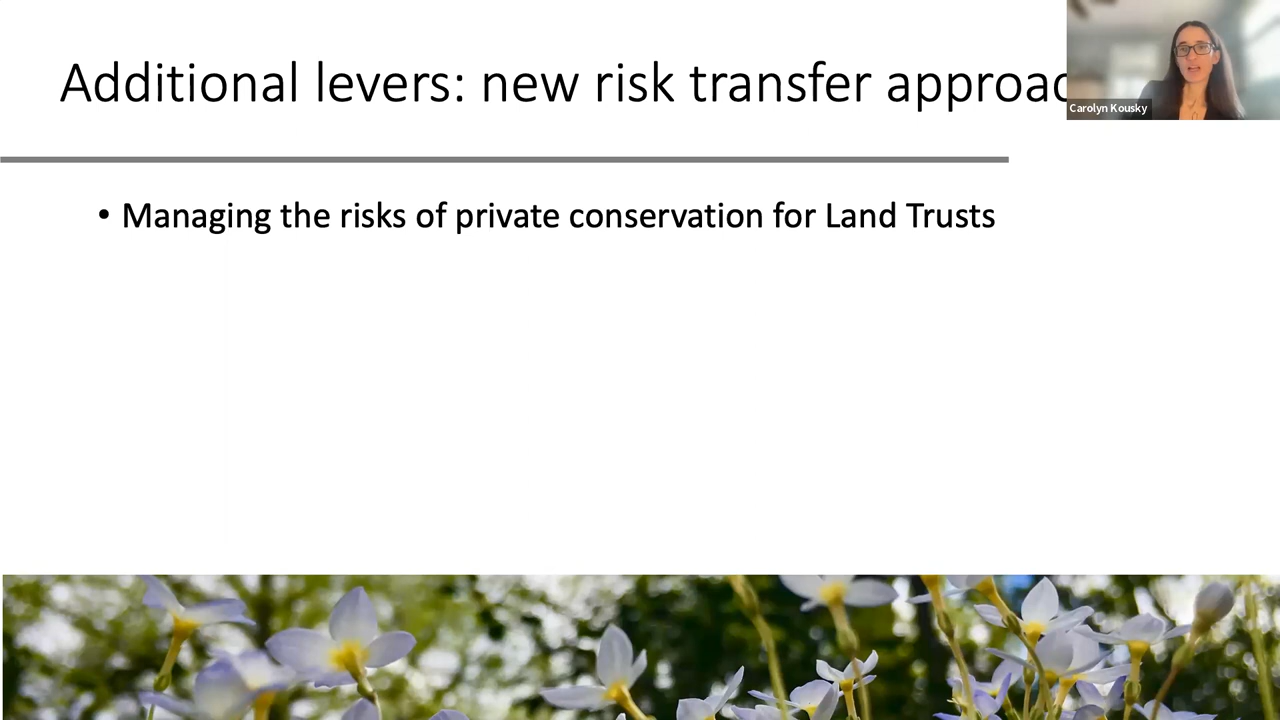 Additional levers: new risk transfer approac
Carolyn Kousky
• Managing the risks of private conservation for Land Trusts